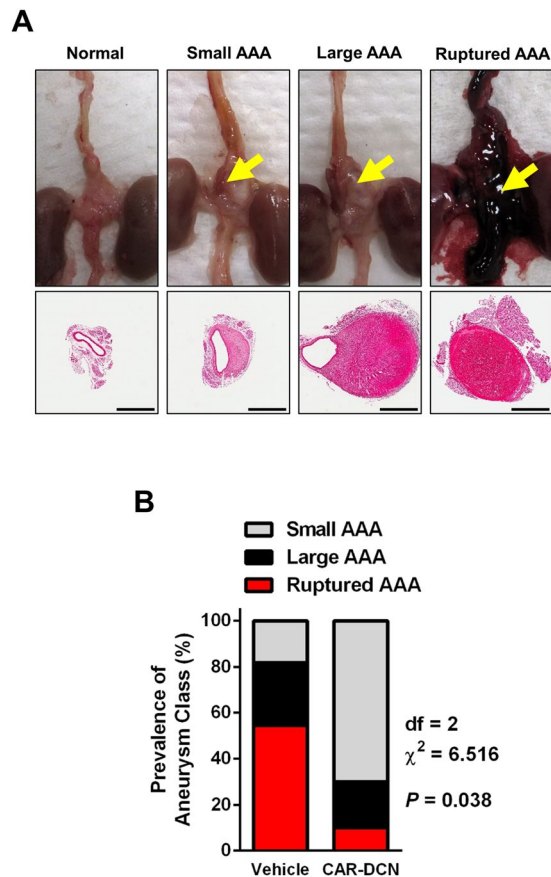 A
Normal
Small AAA
Large AAA
Ruptured AAA
B
Small AAA
Large AAA
Ruptured AAA
Prevalence of
Aneurysm Class (%)
100
80
60
40
20
0
Vehicle
CAR-DCN
df = 2
χ² = 6.516
P = 0.038